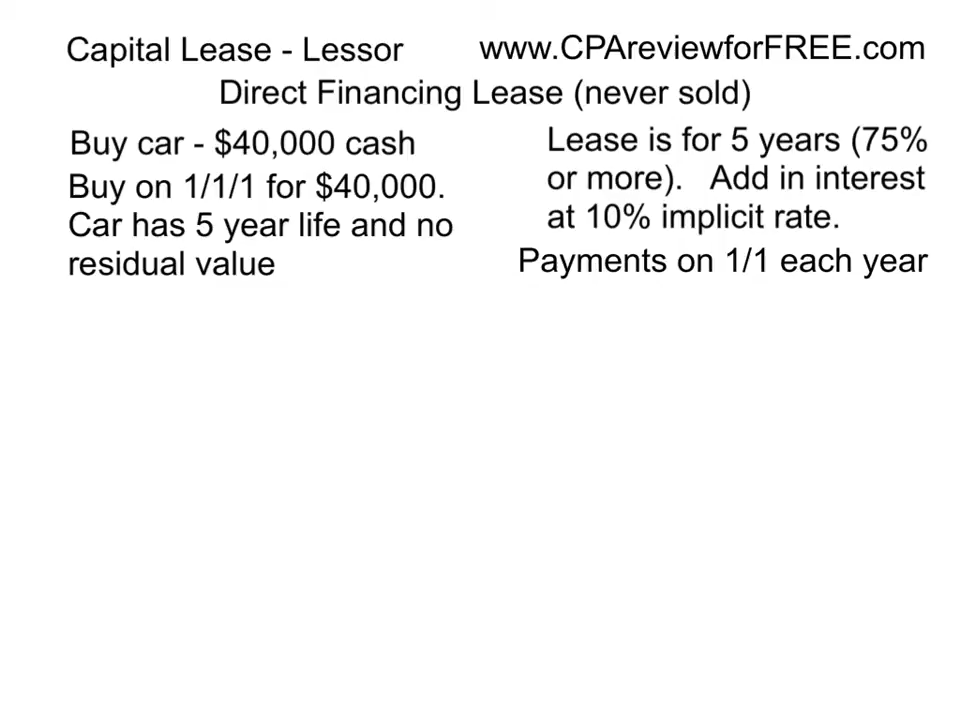 Capital Lease - Lessor
www.CPAreviewforFREE.com
Direct Financing Lease (never sold)
Buy car - $40,000 cash
Buy on 1/1/1 for $40,000.
Car has 5 year life and no
residual value
Lease is for 5 years (75%
or more).   Add in interest
at 10% implicit rate.
Payments on 1/1 each year